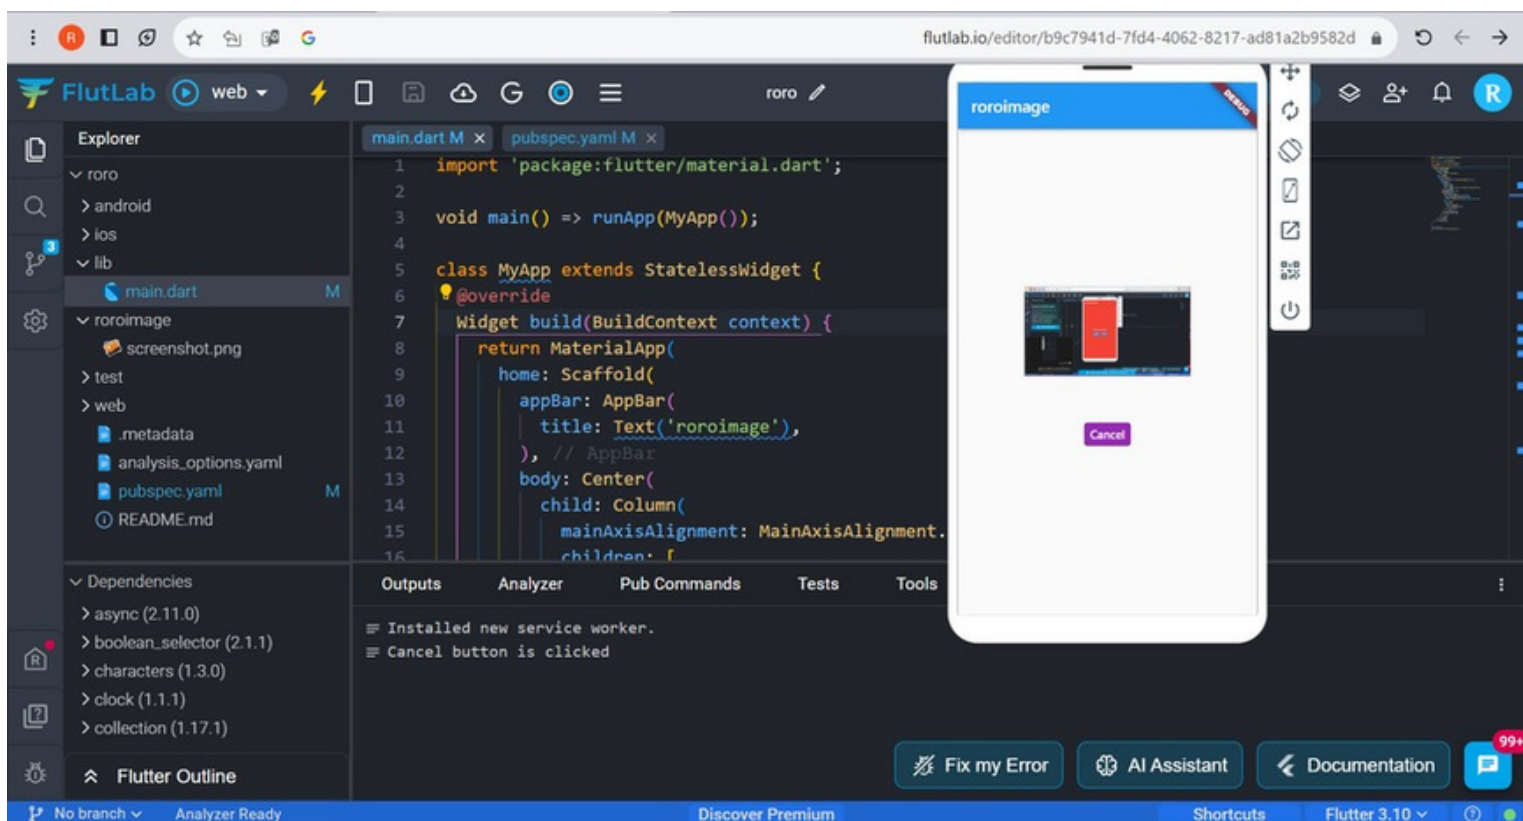 R
flutlab.io/editor/b9c7941d-7fd4-4062-8217-ad81a2b9582d
FlutLab
web
roro
R
Explorer
roro
android
ios
lib
main.dart M
roroimage
screenshot.png
test
web
.metadata
analysis_options.yaml
pubspec.yaml M
README.md
3
Dependencies
async (2.11.0)
boolean_selector (2.1.1)
characters (1.3.0)
clock (1.1.1)
collection (1.17.1)
Flutter Outline
main.dart M ×
pubspec.yaml M ×
1 import 'package:flutter/material.dart';
2
3 void main() => runApp(MyApp());
4
5 class MyApp extends StatelessWidget {
6 @override
7 Widget build(BuildContext context) {
8 return MaterialApp(
9 home: Scaffold(
10 appBar: AppBar(
11 title: Text('roroimage'),
12 ), // AppBar
13 body: Center(
14 child: Column(
15 mainAxisAlignment: MainAxisAlignment.
16 children: [
Outputs Analyzer Pub Commands Tests Tools
Installed new service worker.
Cancel button is clicked
roroimage
DEBUG
Cancel
Fix my Error
AI Assistant
Documentation
99+
No branch
Analyzer Ready
Discover Premium
Shortcuts
Flutter 3.10